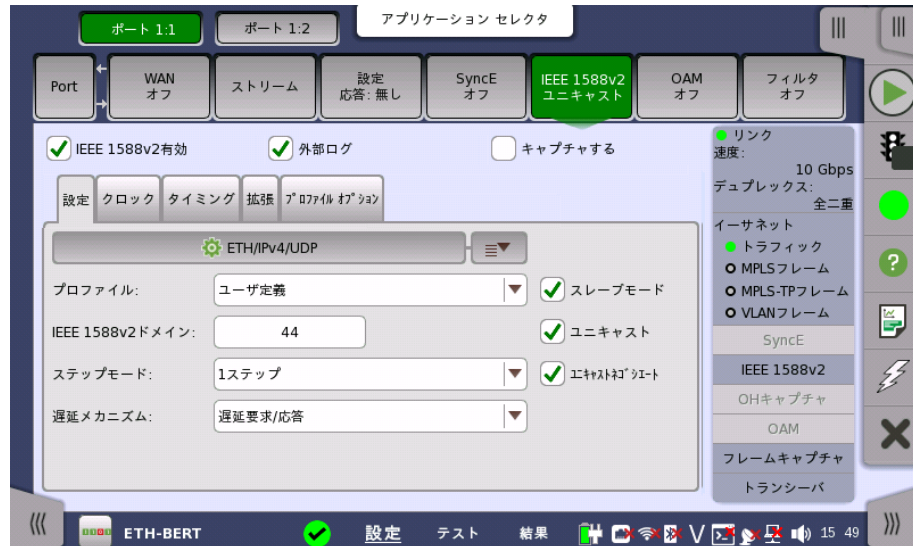 アプリケーション セレクタ
ポート 1:1
ポート 1:2
Port
WAN
オフ
ストリーム
設定
応答: 無し
SyncE
オフ
IEEE 1588v2
ユニキャスト
OAM
オフ
フィルタ
オフ
IEEE 1588v2有効
外部ログ
キャプチャする
設定
クロック
タイミング
拡張
プロファイル オプション
ETH/IPv4/UDP
プロファイル:
ユーザ定義
スレーブモード
IEEE 1588v2ドメイン:
44
ユニキャスト
ステップモード:
1ステップ
ユニキャストネゴシエート
遅延メカニズム:
遅延要求/応答
リンク
速度:
10 Gbps
デュプレックス:
全二重
イーサネット
トラフィック
MPLSフレーム
MPLS-TPフレーム
VLANフレーム
SyncE
IEEE 1588v2
OHキャプチャ
OAM
フレームキャプチャ
トランシーバ
ETH-BERT
設定
テスト
結果
15 49